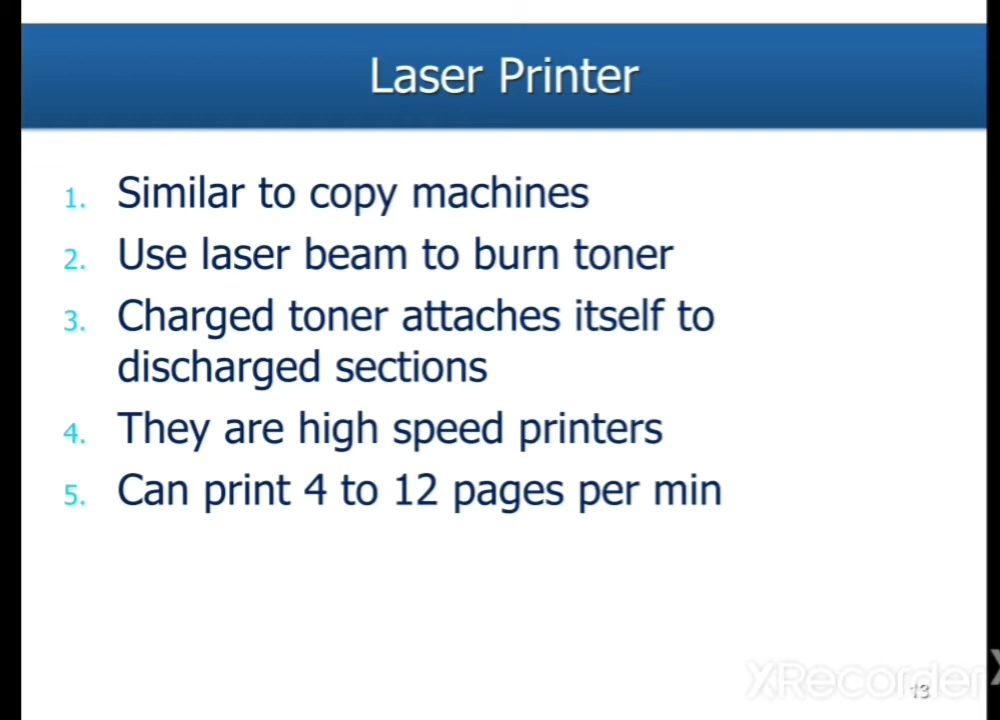 Laser Printer
1. Similar to copy machines
2. Use laser beam to burn toner
3. Charged toner attaches itself to
discharged sections
4. They are high speed printers
5. Can print 4 to 12 pages per min
XRecorder
13